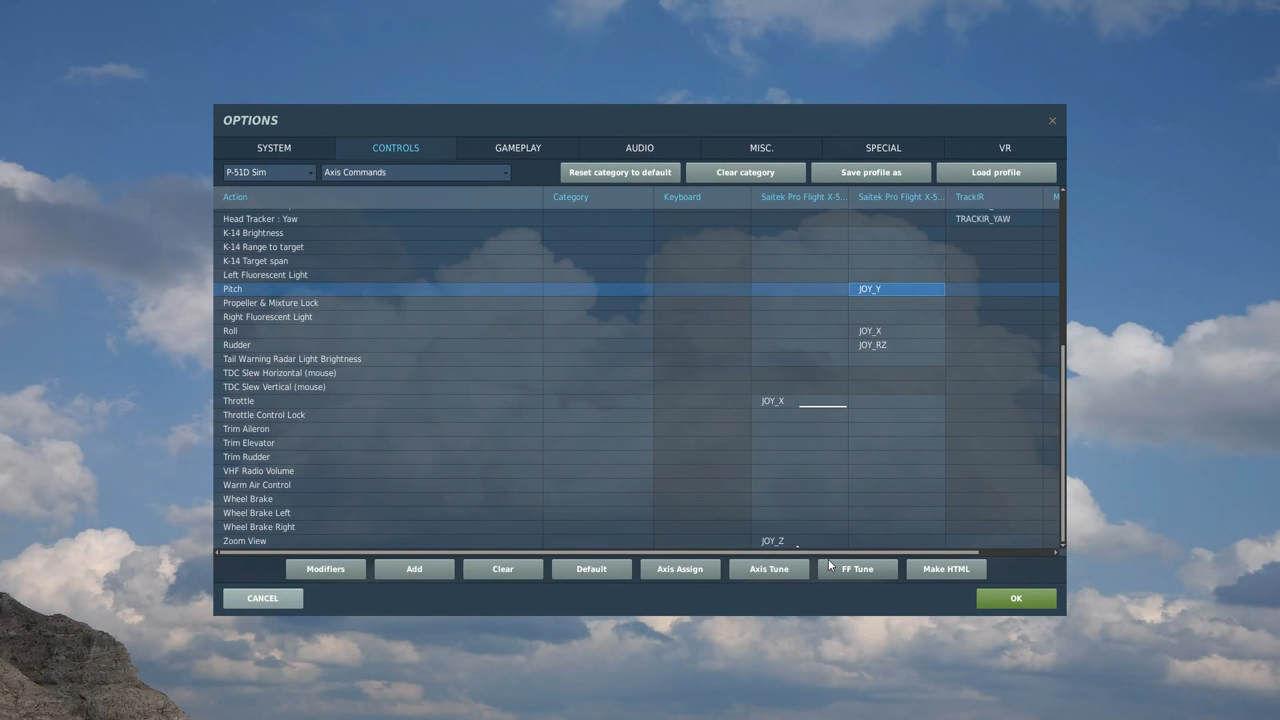 OPTIONS
SYSTEM CONTROLS GAMEPLAY AUDIO MISC. SPECIAL VR
P-51D Sim Axis Commands Reset category to default Clear category Save profile as Load profile
Action Category Keyboard Saitek Pro Flight X-5... Saitek Pro Flight X-5... TrackIR M
Head Tracker : Yaw TRACKIR_YAW
K-14 Brightness
K-14 Range to target
K-14 Target span
Left Fluorescent Light
Pitch JOY_Y
Propeller & Mixture Lock
Right Fluorescent Light
Roll JOY_X
Rudder JOY_RZ
Tail Warning Radar Light Brightness
TDC Slew Horizontal (mouse)
TDC Slew Vertical (mouse)
Throttle JOY_X
Throttle Control Lock
Trim Aileron
Trim Elevator
Trim Rudder
VHF Radio Volume
Warm Air Control
Wheel Brake
Wheel Brake Left
Wheel Brake Right
Zoom View JOY_Z
Modifiers Add Clear Default Axis Assign Axis Tune FF Tune Make HTML
CANCEL OK